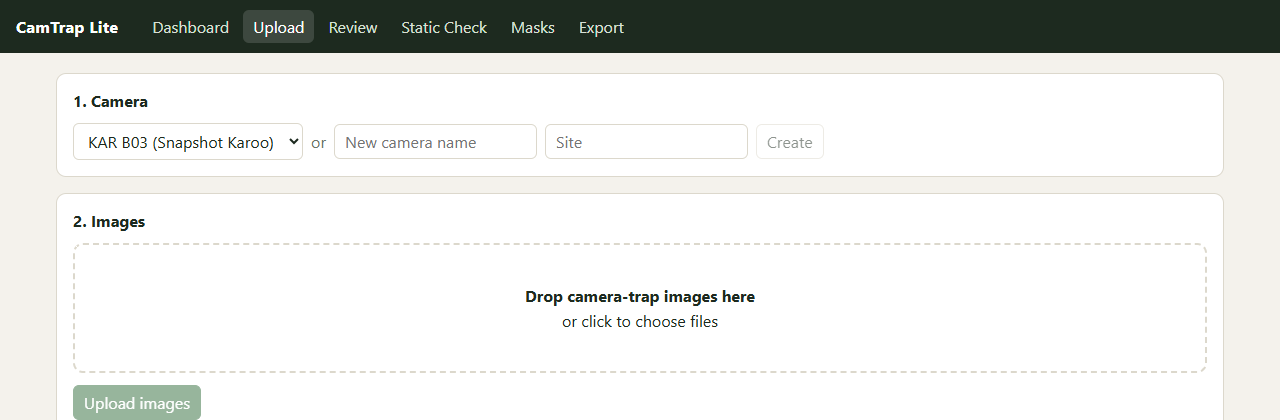 CamTrap Lite Dashboard Upload Review Static Check Masks Export
1. Camera
KAR B03 (Snapshot Karoo) or New camera name Site Create
2. Images
Drop camera-trap images here
or click to choose files
Upload images